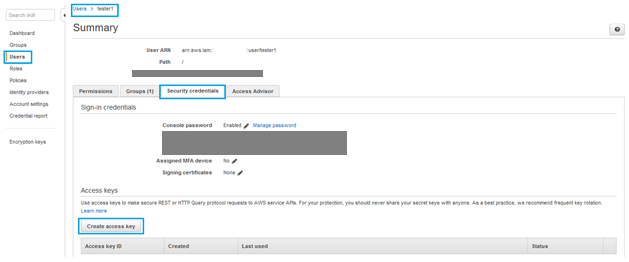 Search IAM
Dashboard
Groups
Users
Roles
Policies
Identity providers
Account settings
Credential report
Encryption keys
Users > tester1
Summary
?
User ARN arn:aws:iam:: :user/tester1
Path /
Permissions Groups (1) Security credentials Access Advisor
Sign-in credentials
Console password Enabled Manage password
Assigned MFA device No
Signing certificates None
Access keys
Use access keys to make secure REST or HTTP Query protocol requests to AWS service APIs. For your protection, you should never share your secret keys with anyone. As a best practice, we recommend frequent key rotation.
Learn more
Create access key
Access key ID Created Last used Status